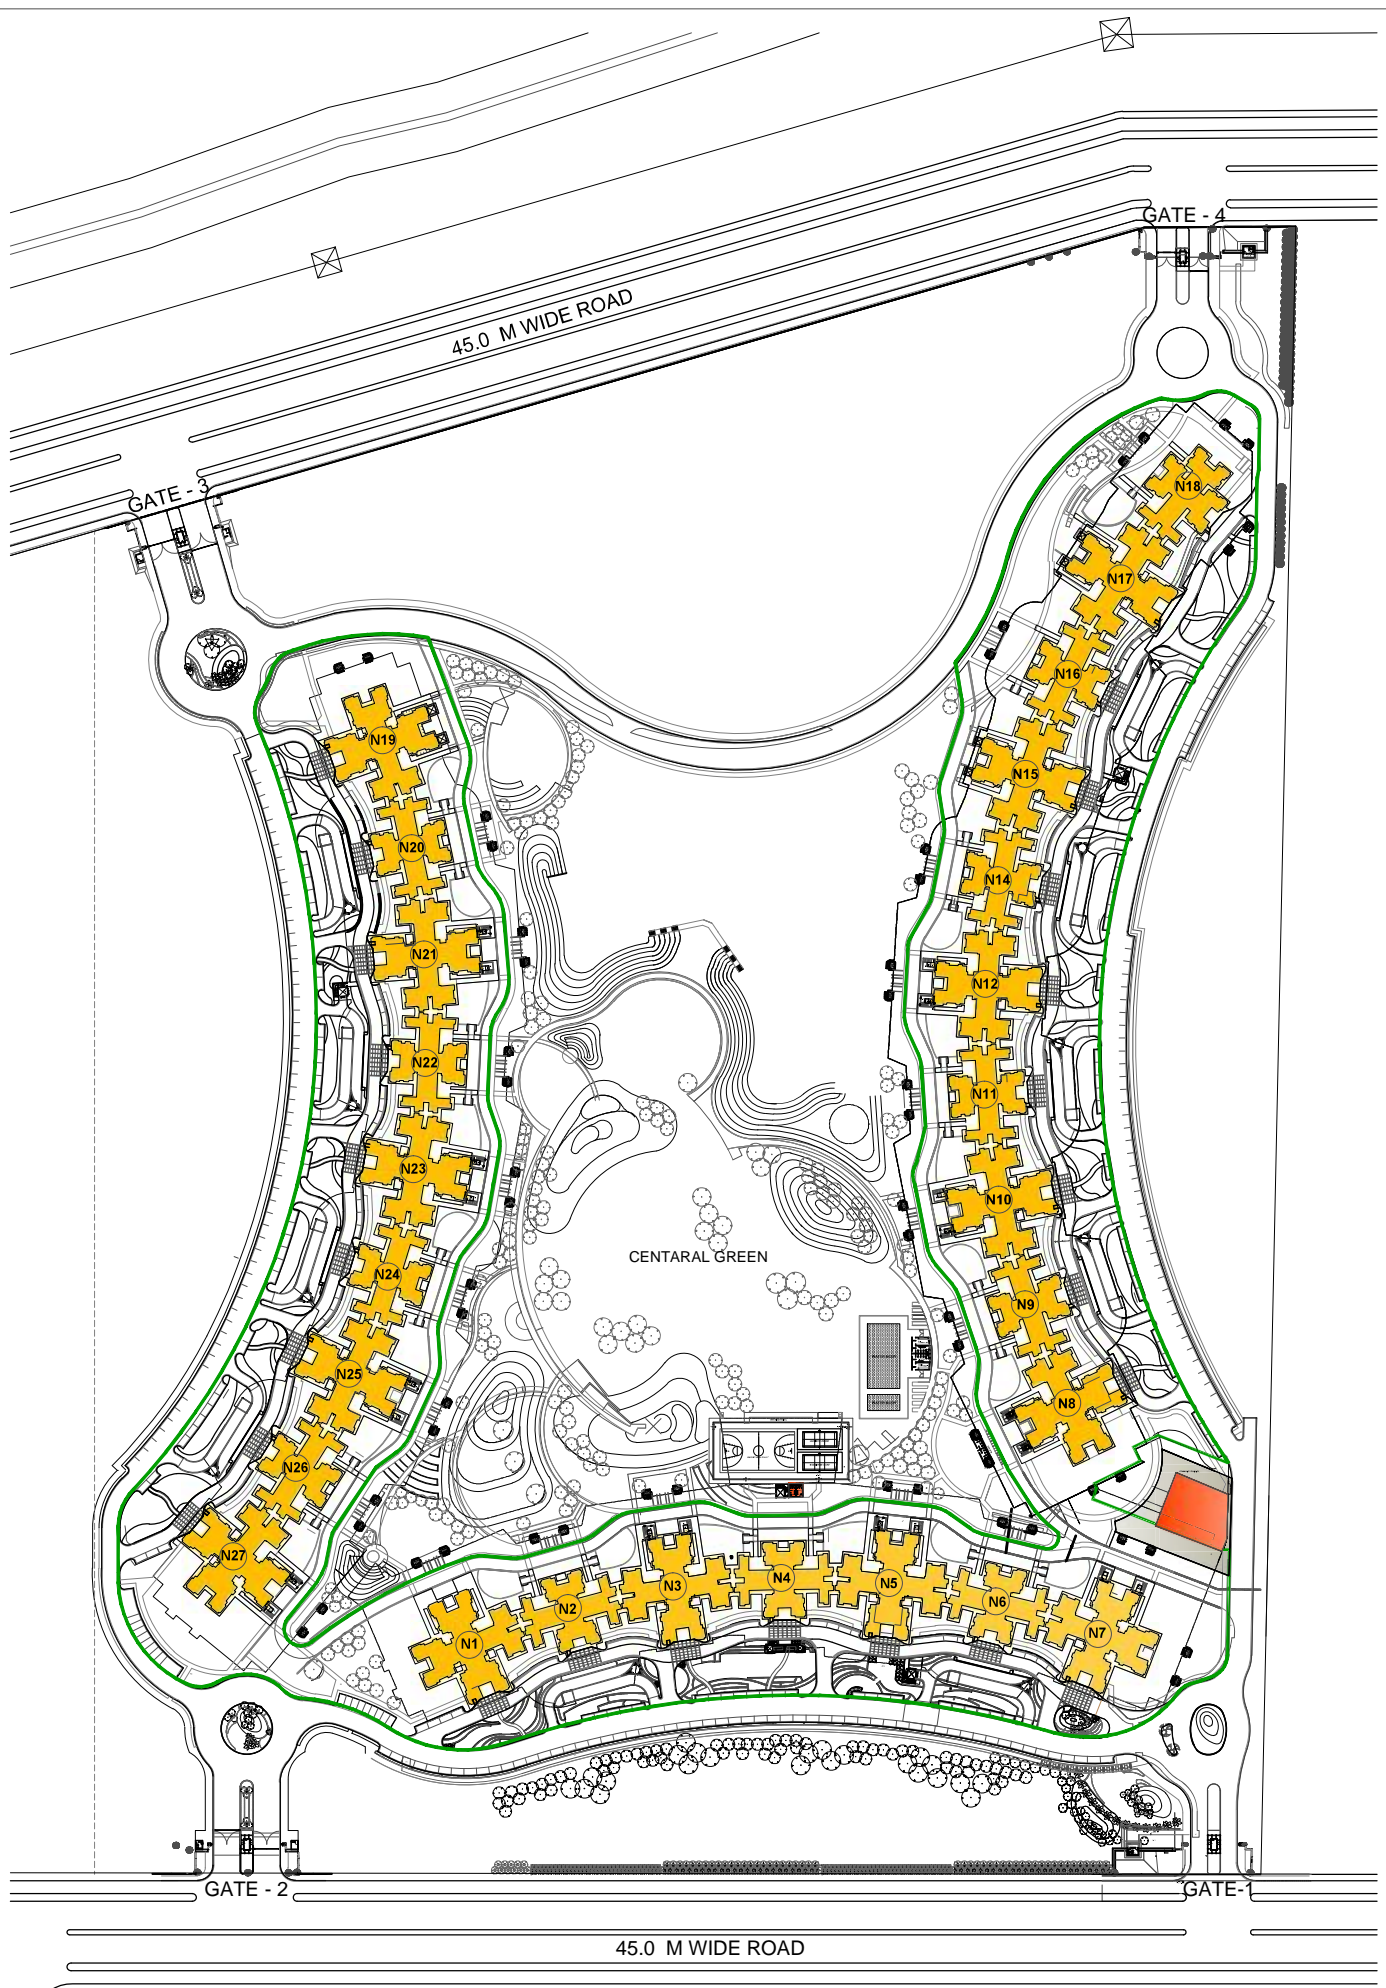 GATE - 4
45.0 M WIDE ROAD
GATE - 3
N18
N17
N16
N19
N15
N20
N14
N21
N12
N22
N11
N23
N10
CENTARAL GREEN
N24
N9
N25
N8
N26
N27
N4
N5
N3
N6
N2
N7
N1
GATE - 2
GATE-1
45.0 M WIDE ROAD